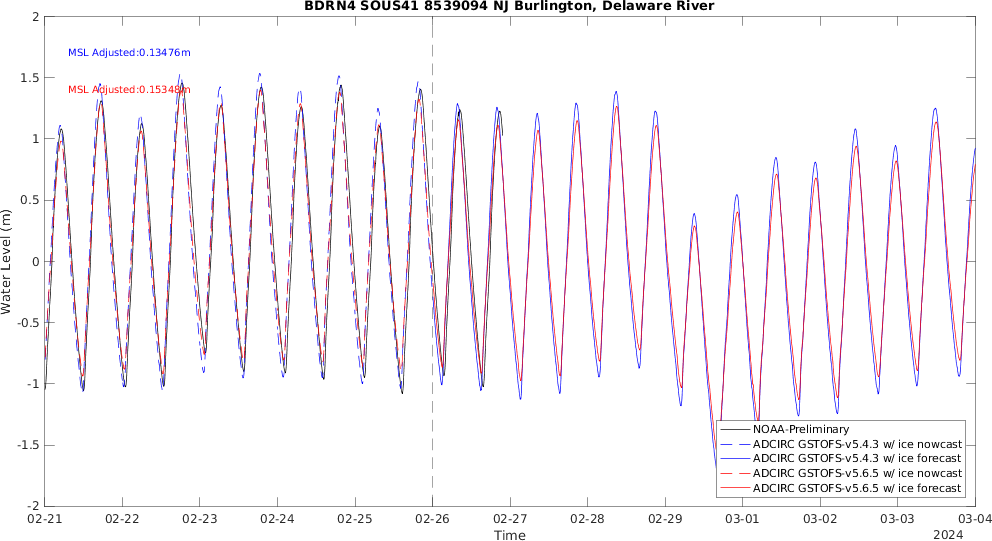 BDRN4 SOUS41 8539094 NJ Burlington, Delaware River
MSL Adjusted:0.13476m
MSL Adjusted:0.15348m
Water Level (m)
2
1.5
1
0.5
0
-0.5
-1
-1.5
-2
NOAA-Preliminary
ADCIRC GSTOFS-v5.4.3 w/ ice nowcast
ADCIRC GSTOFS-v5.4.3 w/ ice forecast
ADCIRC GSTOFS-v5.6.5 w/ ice nowcast
ADCIRC GSTOFS-v5.6.5 w/ ice forecast
02-21 02-22 02-23 02-24 02-25 02-26 02-27 02-28 02-29 03-01 03-02 03-03 03-04
Time
2024